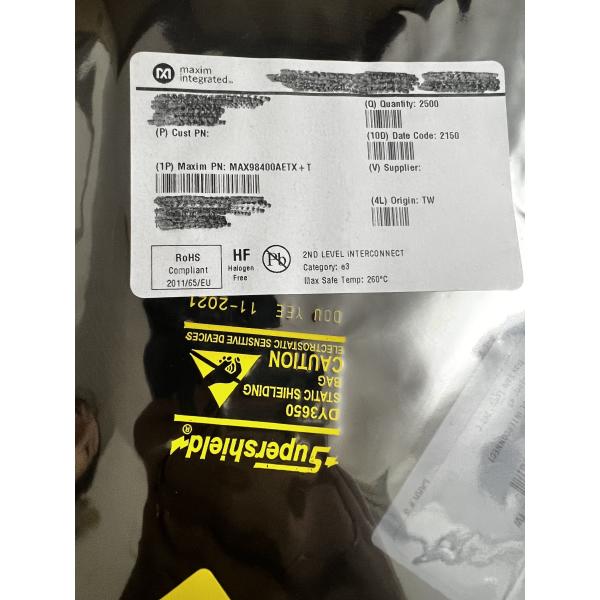 maxim
integrated™
(Q) Quantity: 2500
(P) Cust PN:
(10D) Date Code: 2150
(1P) Maxim PN: MAX98400AETX+T
(V) Supplier:
(4L) Origin: TW
RoHS
Compliant
2011/65/EU
HF
Halogen
Free
Pb
2ND LEVEL INTERCONNECT
Category: e3
Max Safe Temp: 260°C
DOU YEE 11-2021
ELECTROSTATIC SENSITIVE DEVICES
CAUTION
BAG
STATIC SHIELDING
DY3650
Supershield®